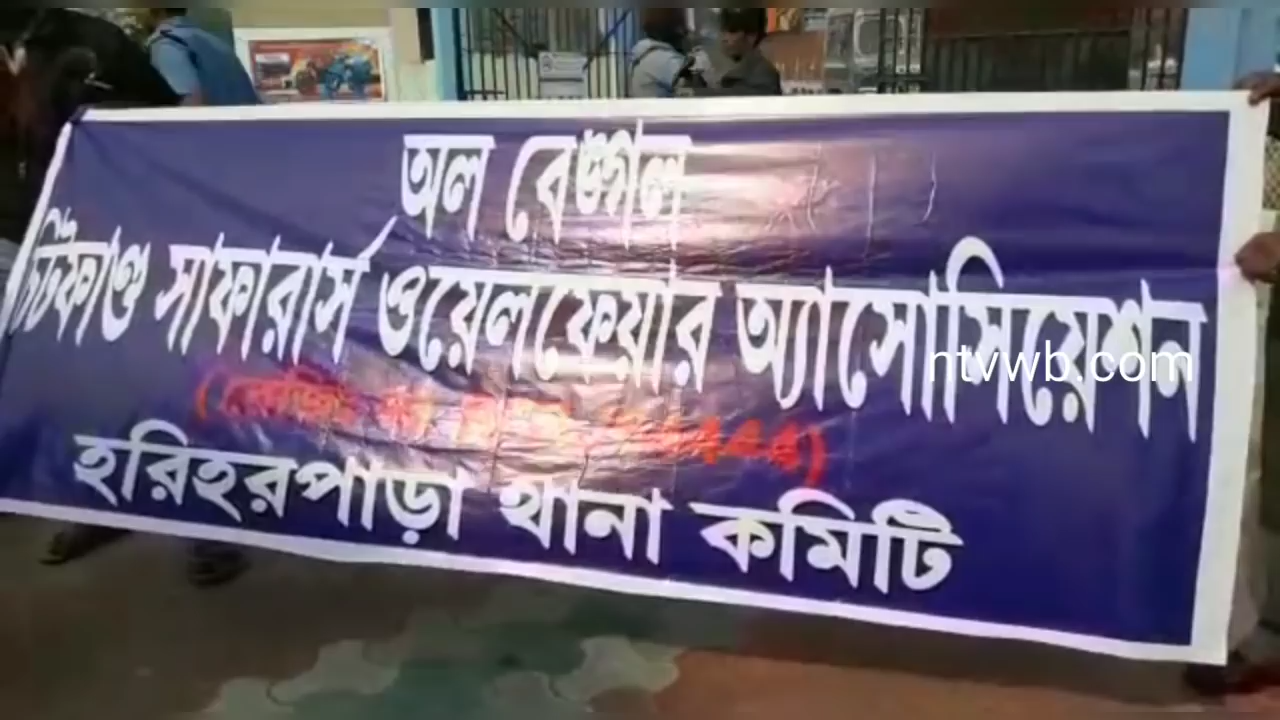 অল বেঙ্গল
চিটফাণ্ড সাফারার্স ওয়েলফেয়ার অ্যাসোসিয়েশন
ntvwb.com
হরিহরপাড়া থানা কমিটি